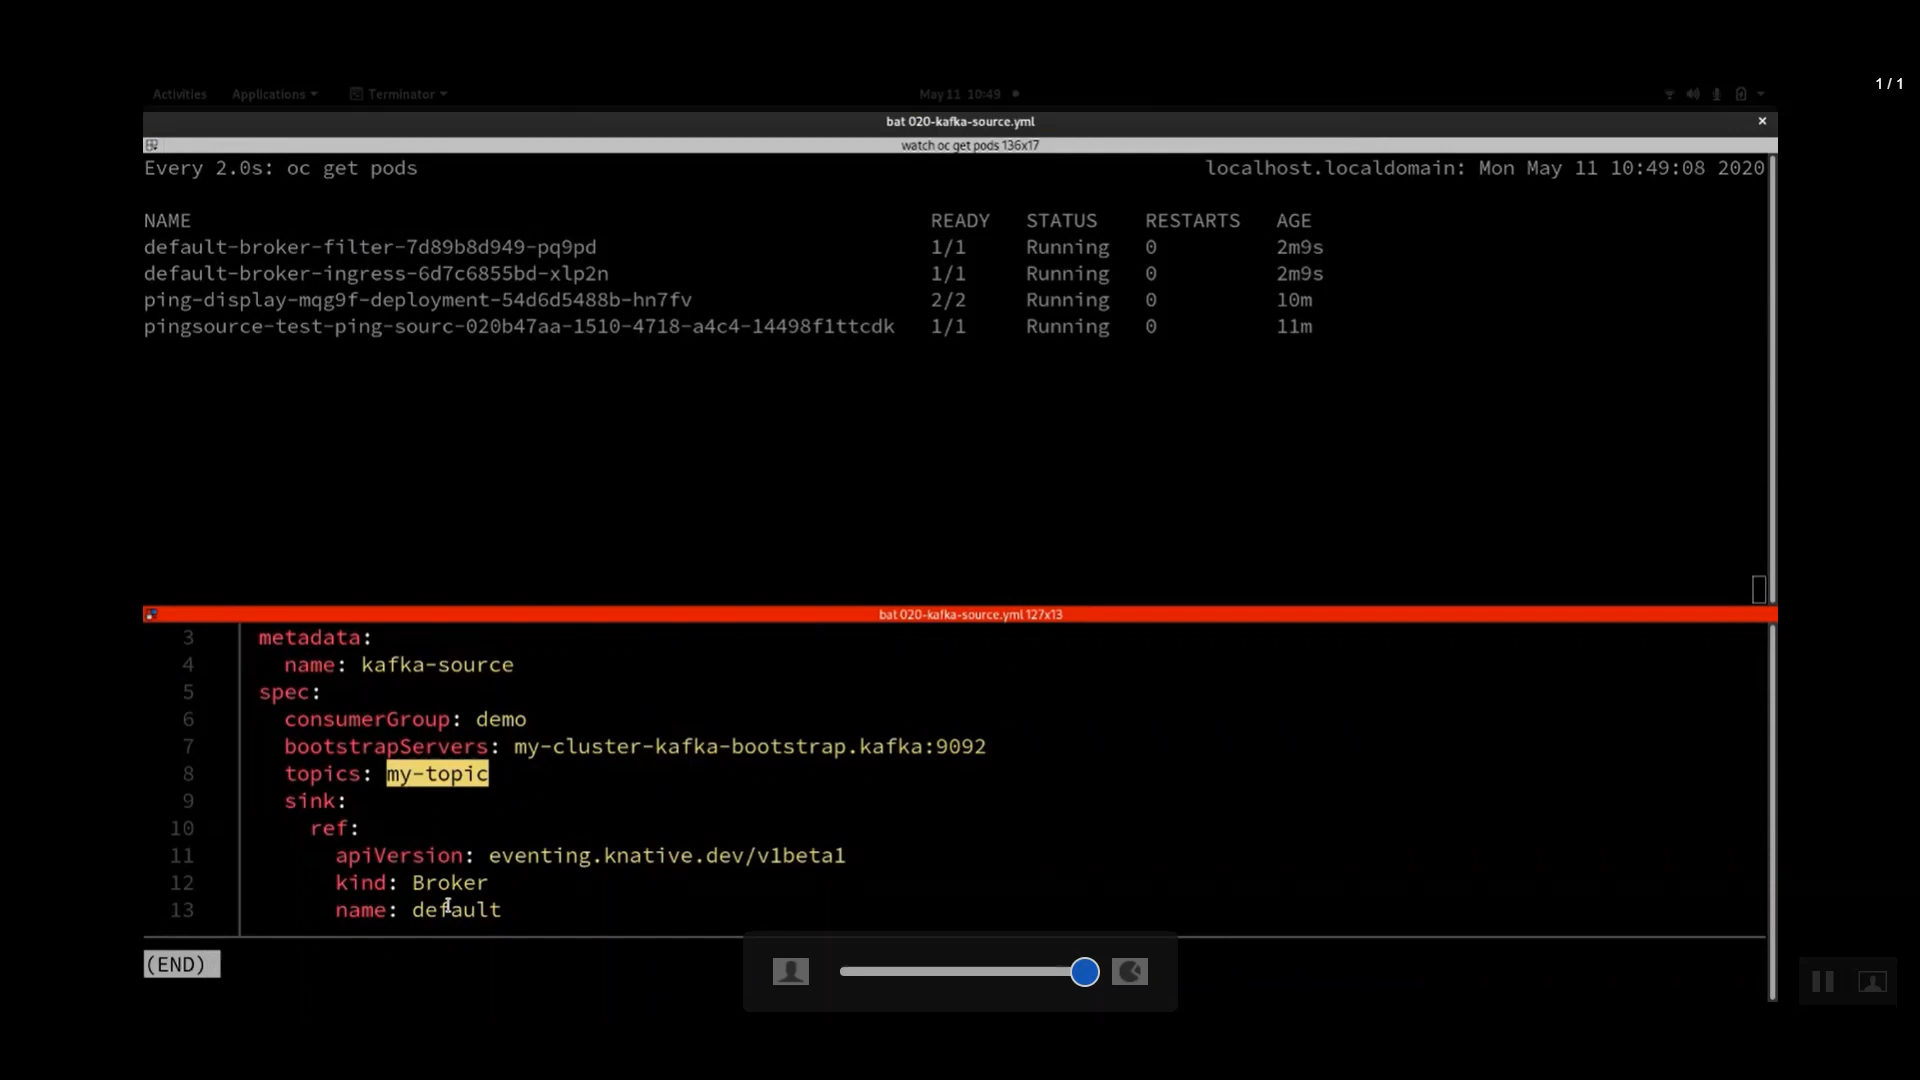 1 / 1
Activities Applications Terminator May 11 10:49
bat 020-kafka-source.yml ×
watch oc get pods 136x17
Every 2.0s: oc get pods localhost.localdomain: Mon May 11 10:49:08 2020
NAME READY STATUS RESTARTS AGE
default-broker-filter-7d89b8d949-pq9pd 1/1 Running 0 2m9s
default-broker-ingress-6d7c6855bd-xlp2n 1/1 Running 0 2m9s
ping-display-mqg9f-deployment-54d6d5488b-hn7fv 2/2 Running 0 10m
pingsource-test-ping-sourc-020b47aa-1510-4718-a4c4-14498f1ttcdk 1/1 Running 0 11m
bat 020-kafka-source.yml 127x13
3 metadata:
4 name: kafka-source
5 spec:
6 consumerGroup: demo
7 bootstrapServers: my-cluster-kafka-bootstrap.kafka:9092
8 topics: my-topic
9 sink:
10 ref:
11 apiVersion: eventing.knative.dev/v1beta1
12 kind: Broker
13 name: default
(END)